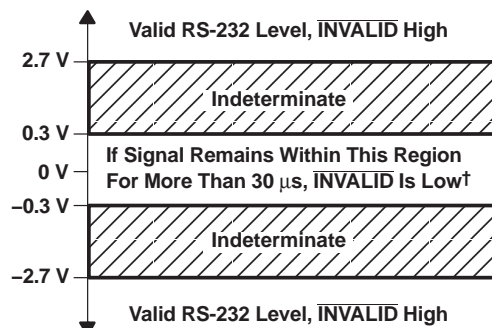 Valid RS-232 Level, INVALID High
2.7 V
Indeterminate
0.3 V
If Signal Remains Within This Region
0 V
For More Than 30 μs, INVALID Is Low†
−0.3 V
Indeterminate
−2.7 V
Valid RS-232 Level, INVALID High